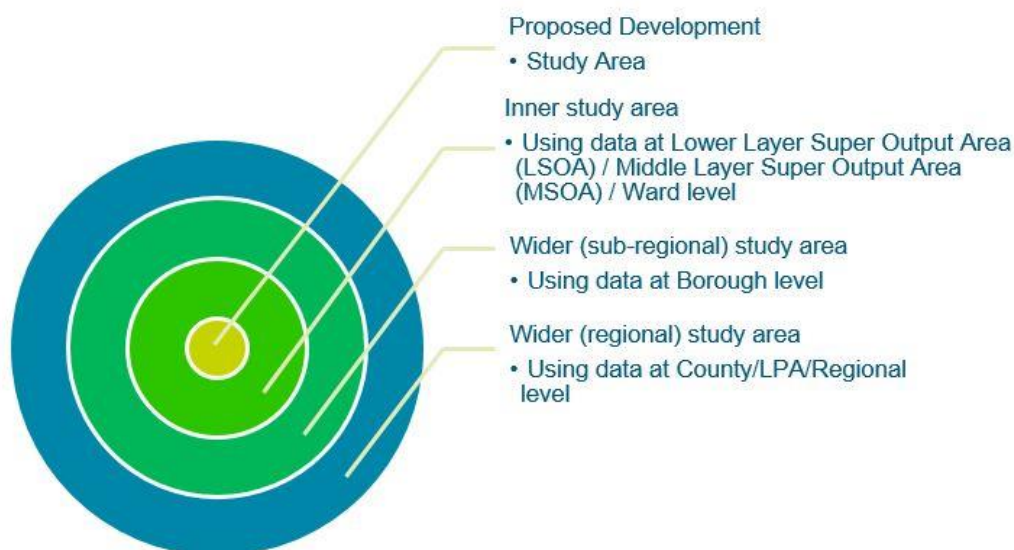 Proposed Development
• Study Area
Inner study area
• Using data at Lower Layer Super Output Area
(LSOA) / Middle Layer Super Output Area
(MSOA) / Ward level
Wider (sub-regional) study area
• Using data at Borough level
Wider (regional) study area
• Using data at County/LPA/Regional
level